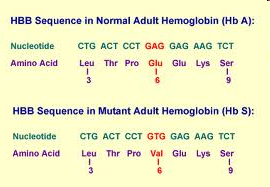 HBB Sequence in Normal Adult Hemoglobin (Hb A):
Nucleotide CTG ACT CCT GAG GAG AAG TCT
Amino Acid Leu Thr Pro Glu Glu Lys Ser
3 6 9
HBB Sequence in Mutant Adult Hemoglobin (Hb S):
Nucleotide CTG ACT CCT GTG GAG AAG TCT
Amino Acid Leu Thr Pro Val Glu Lys Ser
3 6 9